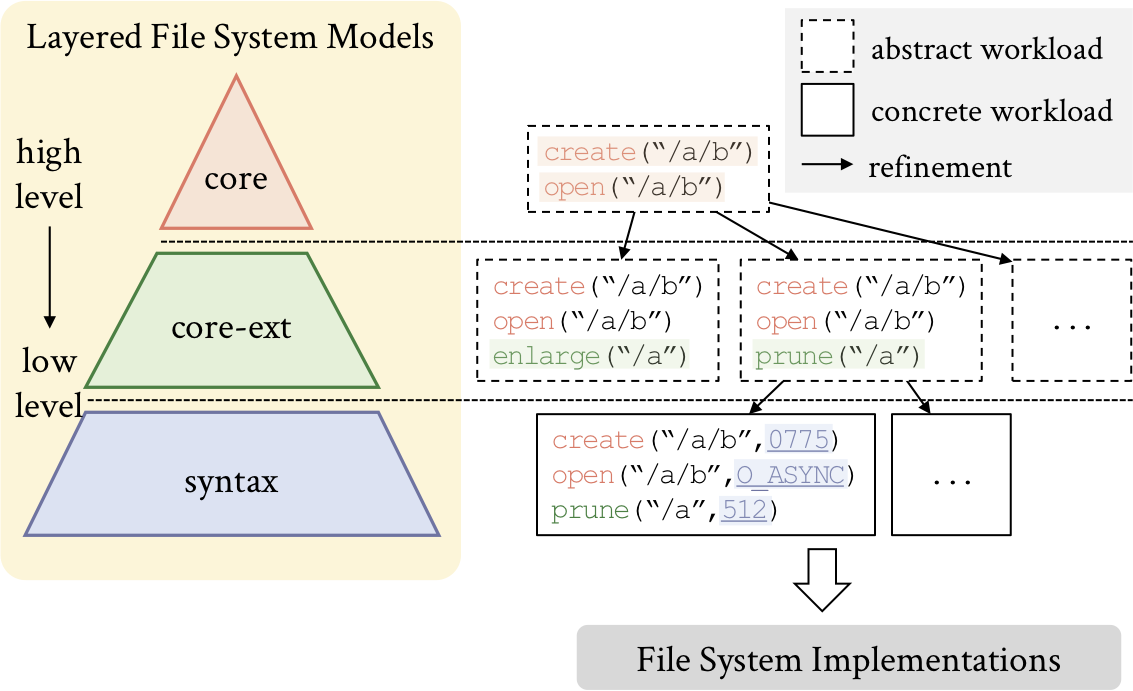 Layered File System Models
high
level
low
level
core
core-ext
syntax
abstract workload
concrete workload
refinement
create(“/a/b”)
open(“/a/b”)
create(“/a/b”)
open(“/a/b”)
enlarge(“/a”)
create(“/a/b”)
open(“/a/b”)
prune(“/a”)
...
create(“/a/b”,0775)
open(“/a/b”,O_ASYNC)
prune(“/a”,512)
...
File System Implementations